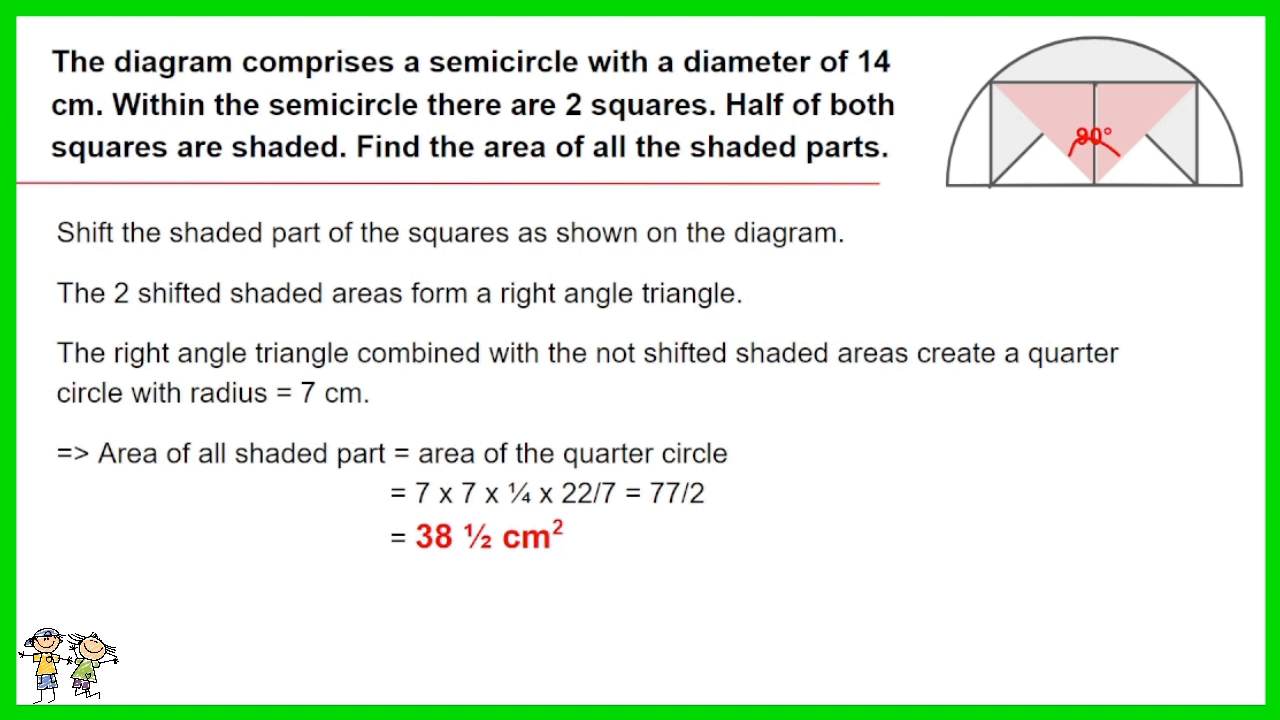 The diagram comprises a semicircle with a diameter of 14
cm. Within the semicircle there are 2 squares. Half of both
squares are shaded. Find the area of all the shaded parts.
90°
Shift the shaded part of the squares as shown on the diagram.
The 2 shifted shaded areas form a right angle triangle.
The right angle triangle combined with the not shifted shaded areas create a quarter
circle with radius = 7 cm.
=> Area of all shaded part = area of the quarter circle
= 7 x 7 x ¼ x 22/7 = 77/2
= 38 ½ cm²